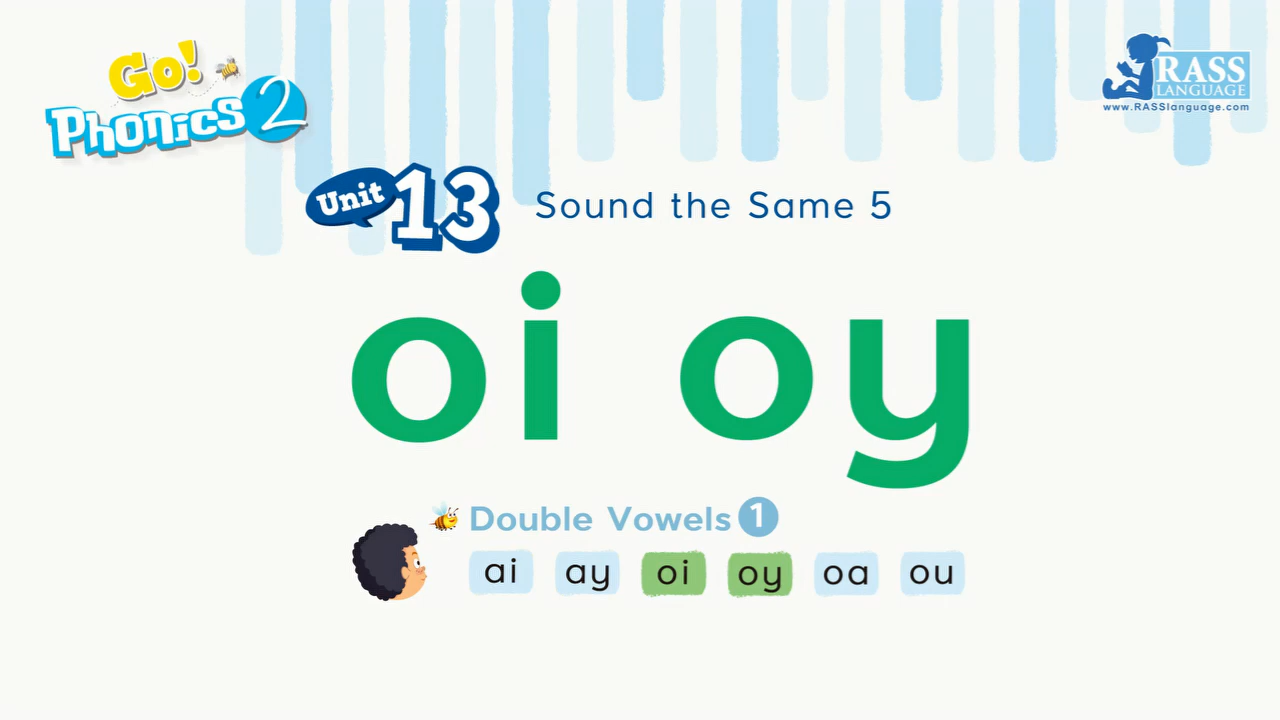 Go!
Phonics 2
RASS
LANGUAGE
www.RASSlanguage.com
Unit 13 Sound the Same 5
oi oy
Double Vowels 1
ai ay oi oy oa ou